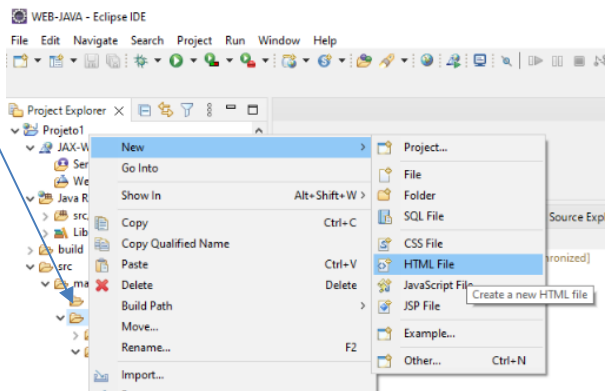 WEB-JAVA - Eclipse IDE
File Edit Navigate Search Project Run Window Help
Project Explorer
Projeto1
JAX-W
Ser
We
Java R
src
Lib
build
src
ma
New
Go Into
Show In Alt+Shift+W >
Copy Ctrl+C
Copy Qualified Name
Paste Ctrl+V
Delete Delete
Build Path
Move...
Rename... F2
Import...
Project...
File
Folder
SQL File
CSS File
HTML File
JavaScript File
JSP File
Example...
Other... Ctrl+N
Create a new HTML file
Source Exp
hronized]